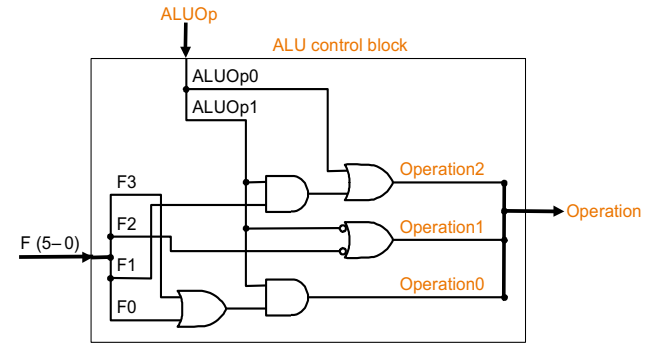 ALUOp
ALU control block
ALUOp0
ALUOp1
F3
Operation2
F2
Operation1
Operation
F (5–0)
F1
Operation0
F0